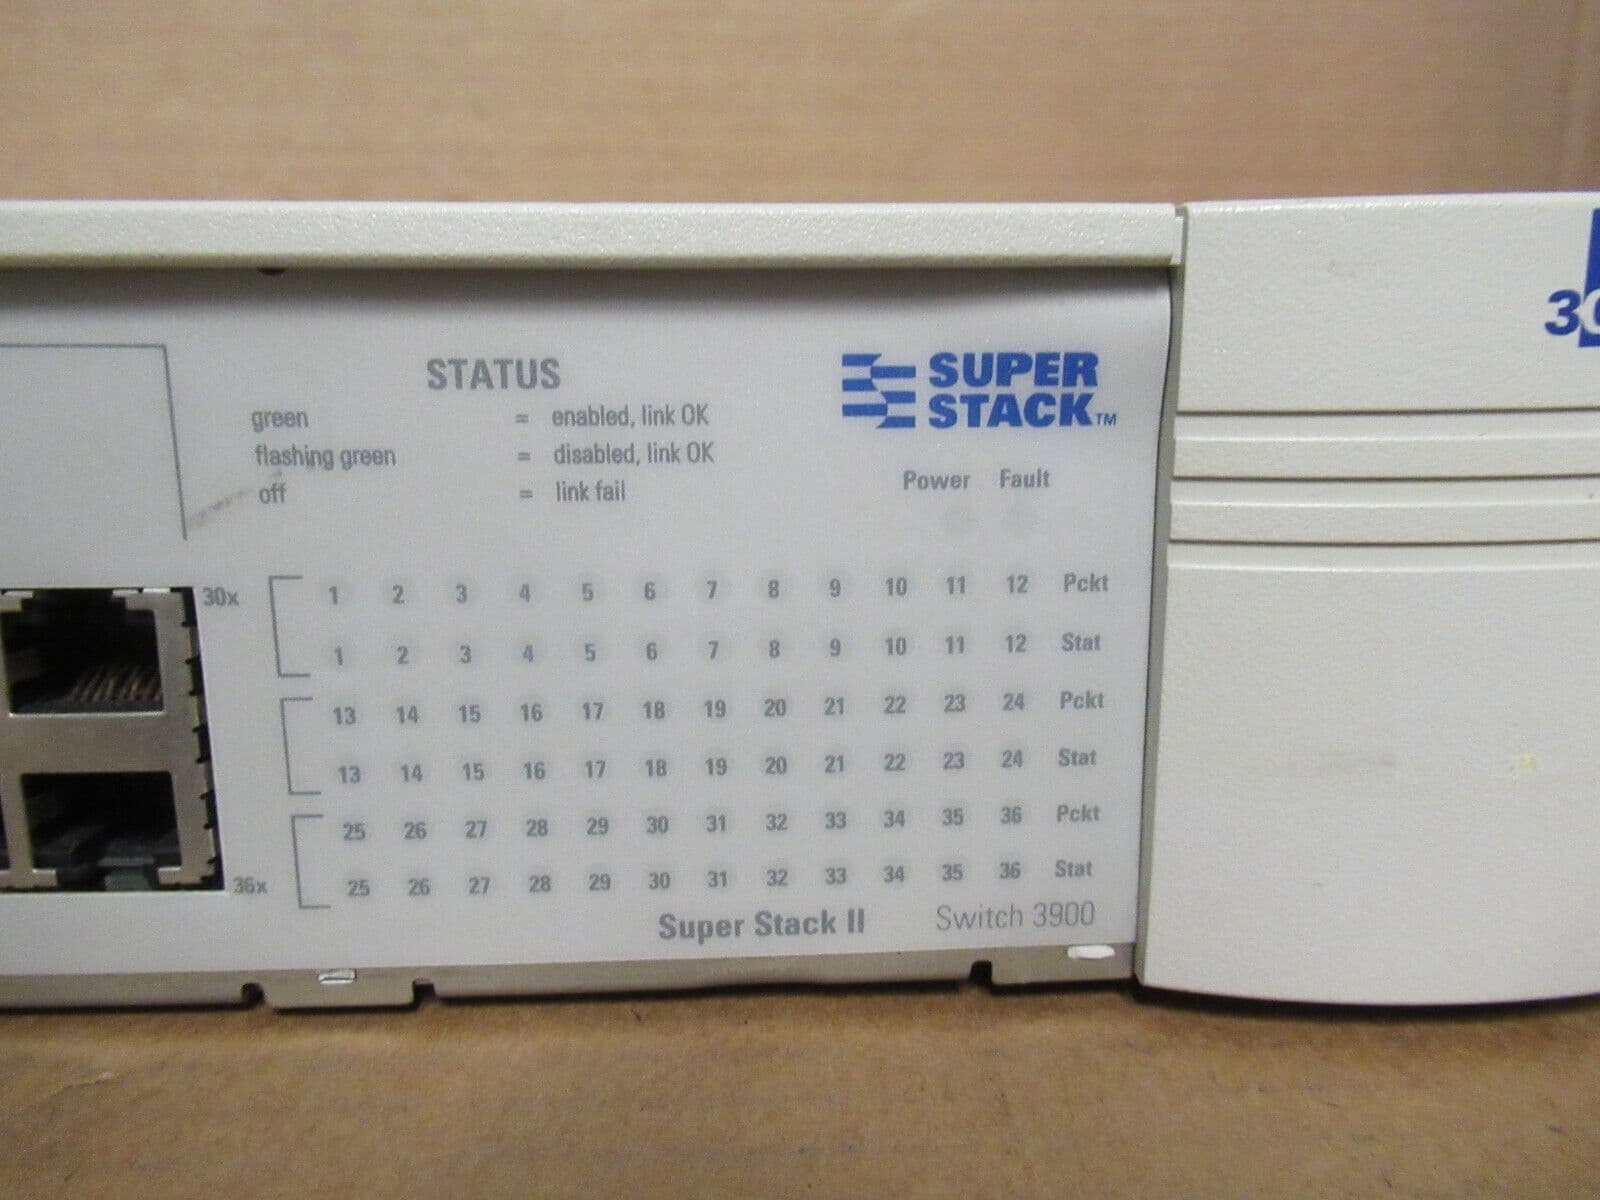 STATUS
green = enabled, link OK
flashing green = disabled, link OK
off = link fail
SUPER
STACK™
Power Fault
30x
1 2 3 4 5 6 7 8 9 10 11 12 Pckt
1 2 3 4 5 6 7 8 9 10 11 12 Stat
13 14 15 16 17 18 19 20 21 22 23 24 Pckt
13 14 15 16 17 18 19 20 21 22 23 24 Stat
25 26 27 28 29 30 31 32 33 34 35 36 Pckt
36x
25 26 27 28 29 30 31 32 33 34 35 36 Stat
Super Stack II Switch 3900